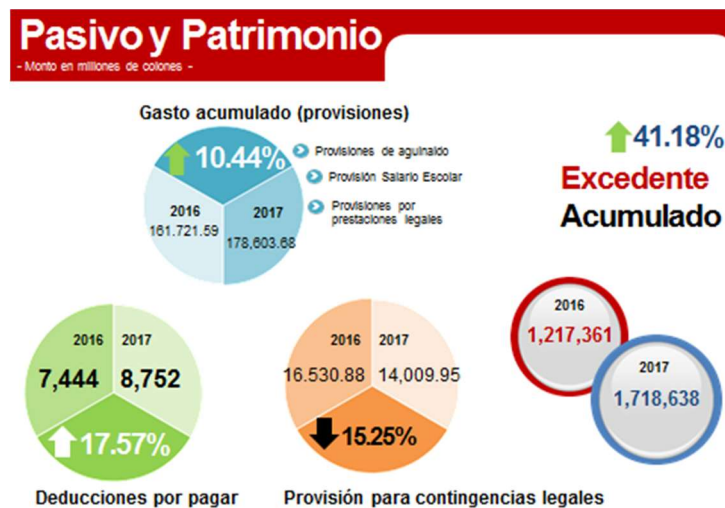 Pasivo y Patrimonio
- Monto en millones de colones -
Gasto acumulado (provisiones)
10.44%
2016
161.721.59
2017
178,603.68
Provisiones de aguinaldo
Provisión Salario Escolar
Provisiones por
prestaciones legales
41.18%
Excedente
Acumulado
2016
1,217,361
2017
1,718,638
2016
7,444
2017
8,752
17.57%
Deducciones por pagar
2016
16.530.88
2017
14,009.95
15.25%
Provisión para contingencias legales